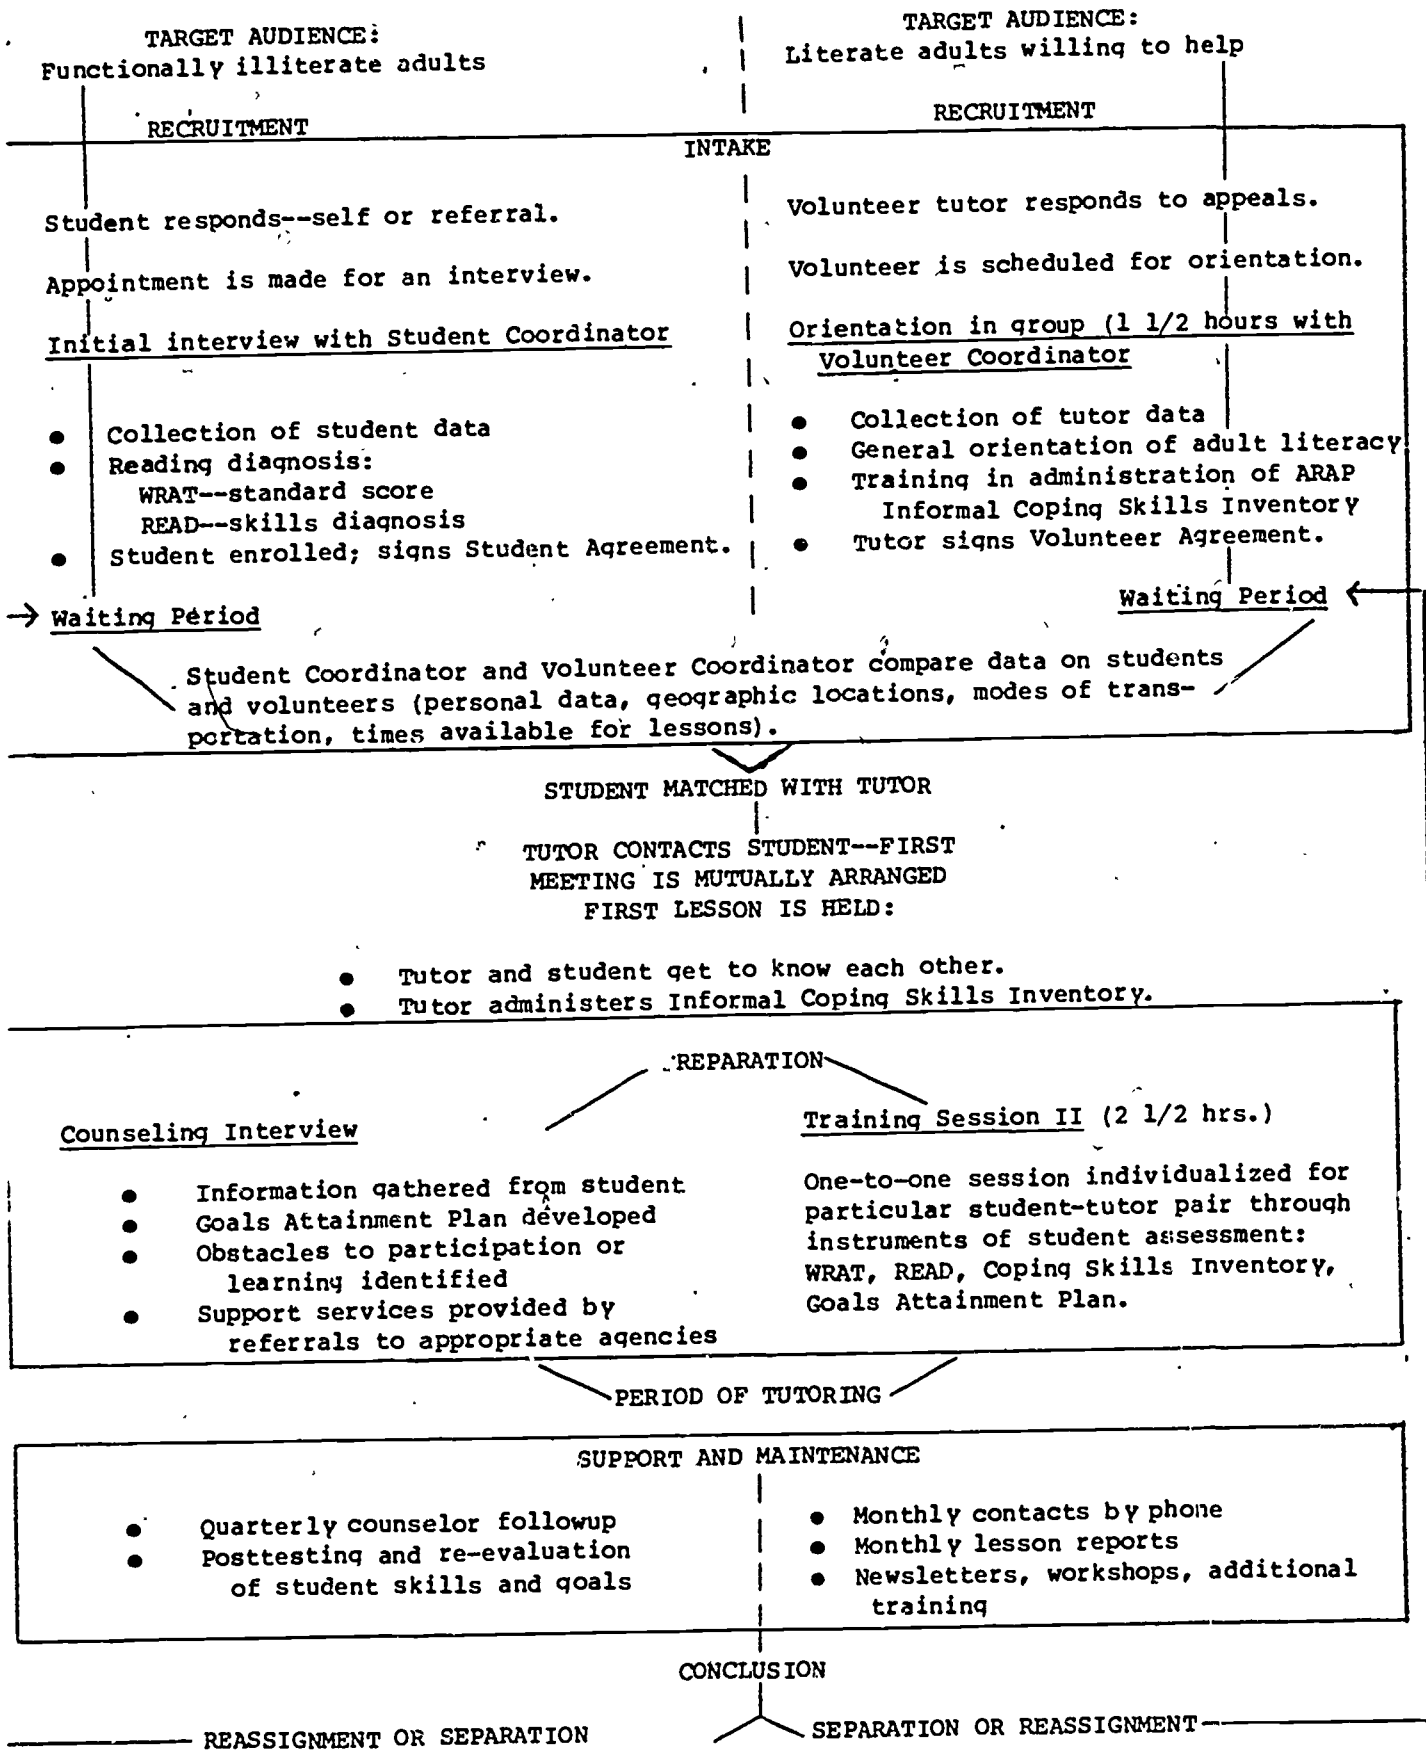 TARGET AUDIENCE:
Functionally illiterate adults
RECRUITMENT
TARGET AUDIENCE:
Literate adults willing to help
RECRUITMENT
INTAKE
Student responds--self or referral.
Appointment is made for an interview.
Initial interview with Student Coordinator
● Collection of student data
● Reading diagnosis:
WRAT--standard score
READ--skills diagnosis
● Student enrolled; signs Student Agreement.
→ Waiting Period
Volunteer tutor responds to appeals.
Volunteer is scheduled for orientation.
Orientation in group (1 1/2 hours with
Volunteer Coordinator
● Collection of tutor data
● General orientation of adult literacy
● Training in administration of ARAP
Informal Coping Skills Inventory
● Tutor signs Volunteer Agreement.
Waiting Period ←
Student Coordinator and Volunteer Coordinator compare data on students
and volunteers (personal data, geographic locations, modes of trans-
portation, times available for lessons).
STUDENT MATCHED WITH TUTOR
TUTOR CONTACTS STUDENT--FIRST
MEETING IS MUTUALLY ARRANGED
FIRST LESSON IS HELD:
● Tutor and student get to know each other.
● Tutor administers Informal Coping Skills Inventory.
REPARATION
Counseling Interview
● Information gathered from student
● Goals Attainment Plan developed
● Obstacles to participation or
learning identified
● Support services provided by
referrals to appropriate agencies
Training Session II (2 1/2 hrs.)
One-to-one session individualized for
particular student-tutor pair through
instruments of student assessment:
WRAT, READ, Coping Skills Inventory,
Goals Attainment Plan.
PERIOD OF TUTORING
SUPPORT AND MAINTENANCE
● Quarterly counselor followup
● Posttesting and re-evaluation
of student skills and goals
● Monthly contacts by phone
● Monthly lesson reports
● Newsletters, workshops, additional
training
CONCLUSION
REASSIGNMENT OR SEPARATION
SEPARATION OR REASSIGNMENT